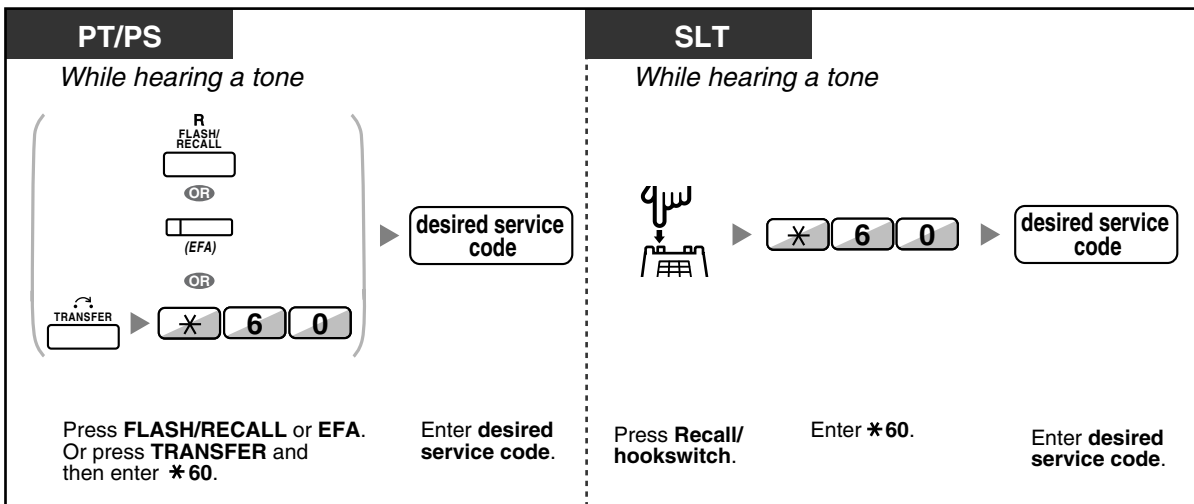 PT/PS
While hearing a tone
R
FLASH/
RECALL
OR
(EFA)
OR
TRANSFER
* 6 0
desired service
code
Press FLASH/RECALL or EFA.
Or press TRANSFER and
then enter *60.
Enter desired
service code.
SLT
While hearing a tone
* 6 0
desired service
code
Press Recall/
hookswitch.
Enter *60.
Enter desired
service code.